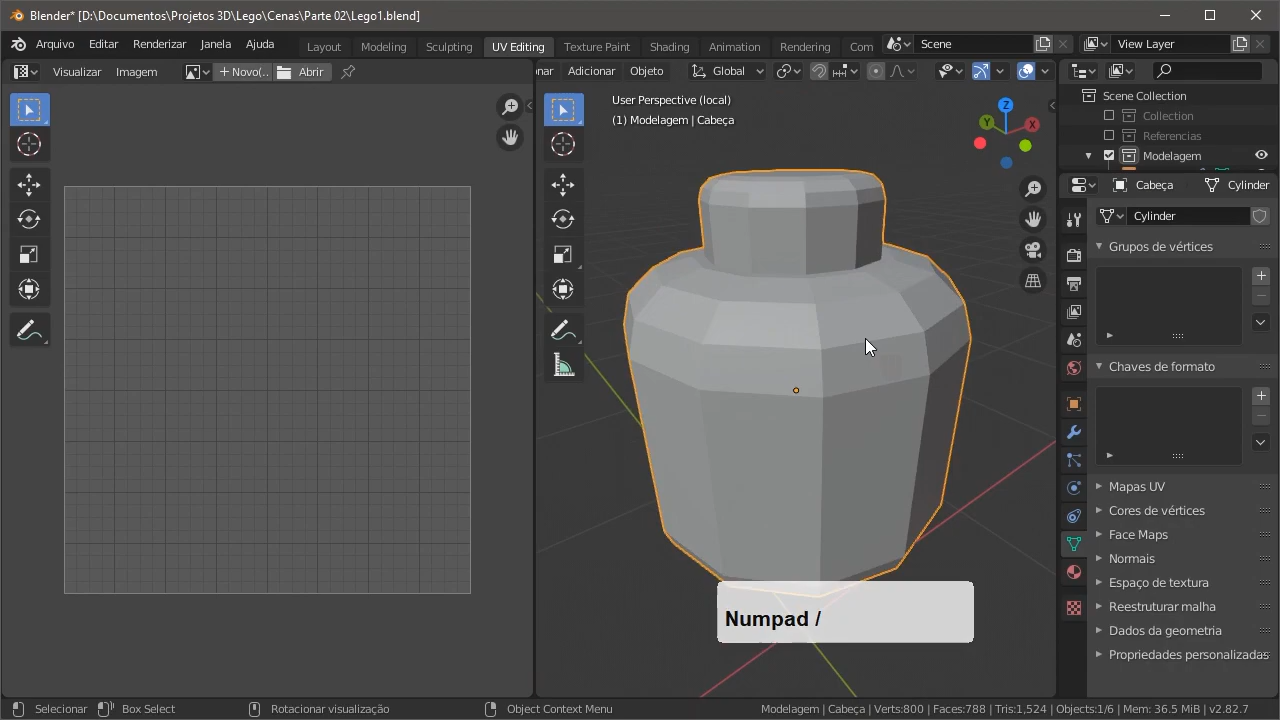 Blender* [D:\Documentos\Projetos 3D\Lego\Cenas\Parte 02\Lego1.blend]
Arquivo Editar Renderizar Janela Ajuda Layout Modeling Sculpting UV Editing Texture Paint Shading Animation Rendering Com Scene View Layer
Visualizar Imagem Novo(.. Abrir onar Adicionar Objeto Global
User Perspective (local)
(1) Modelagem | Cabeça
Z
Y
X
Scene Collection
Collection
Referencias
Modelagem
Cabeça Cylinder
Cylinder
Grupos de vértices
Chaves de formato
Mapas UV
Cores de vértices
Face Maps
Normais
Espaço de textura
Reestruturar malha
Dados da geometria
Propriedades personalizadas
Numpad /
Selecionar Box Select Rotacionar visualização Object Context Menu Modelagem | Cabeça | Verts:800 | Faces:788 | Tris:1,524 | Objects:1/6 | Mem: 36.5 MiB | v2.82.7